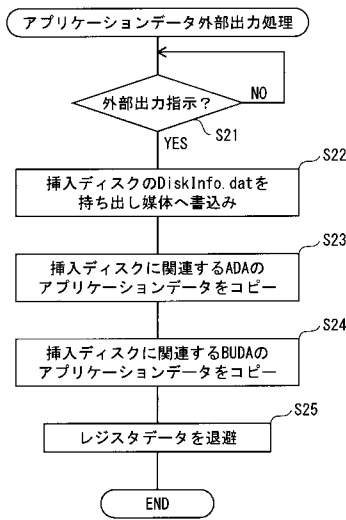 アプリケーションデータ外部出力処理
外部出力指示?
NO
S21
YES
S22
挿入ディスクのDiskInfo.datを
持ち出し媒体へ書込み
S23
挿入ディスクに関連するADAの
アプリケーションデータをコピー
S24
挿入ディスクに関連するBUDAの
アプリケーションデータをコピー
S25
レジスタデータを退避
END